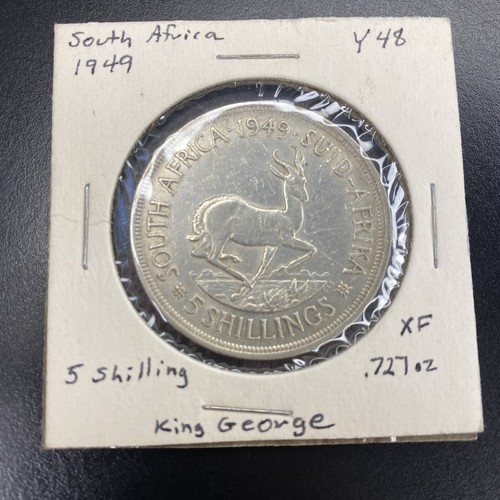 South Africa Y48
1949
SOUTH AFRICA · 1949 · SUID-AFRIKA
5 SHILLINGS
XF
5 Shilling .727 oz
King George